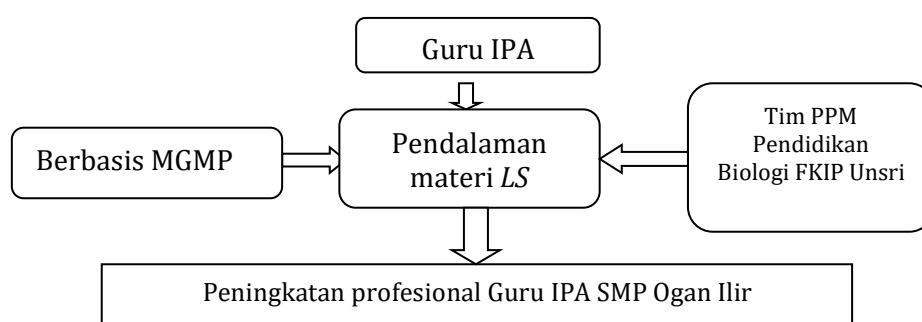 Guru IPA
Berbasis MGMP
Pendalaman
materi LS
Tim PPM
Pendidikan
Biologi FKIP Unsri
Peningkatan profesional Guru IPA SMP Ogan Ilir